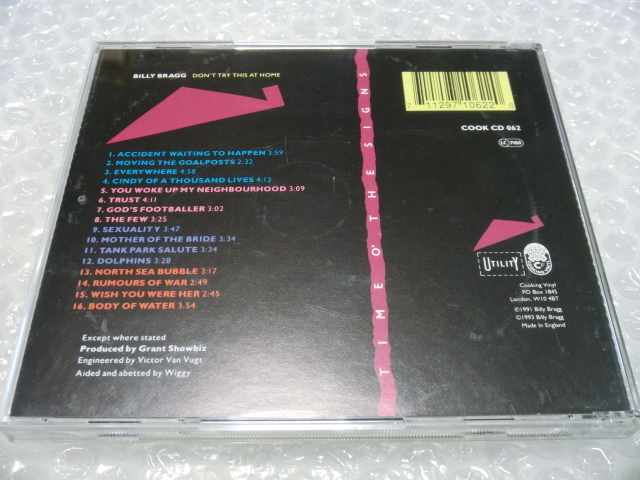 BILLY BRAGG DON'T TRY THIS AT HOME
1. ACCIDENT WAITING TO HAPPEN 3:59
2. MOVING THE GOALPOSTS 2:32
3. EVERYWHERE 4:58
4. CINDY OF A THOUSAND LIVES 4:13
5. YOU WOKE UP MY NEIGHBOURHOOD 3:09
6. TRUST 4:11
7. GOD'S FOOTBALLER 3:02
8. THE FEW 3:25
9. SEXUALITY 3:47
10. MOTHER OF THE BRIDE 3:34
11. TANK PARK SALUTE 3:34
12. DOLPHINS 3:28
13. NORTH SEA BUBBLE 3:17
14. RUMOURS OF WAR 2:49
15. WISH YOU WERE HER 2:45
16. BODY OF WATER 3.54
Except where stated
Produced by Grant Showbiz
Engineered by Victor Van Vugt
Aided and abetted by Wiggy
TIME O' THE SIGNS
7 11297 10622 0
COOK CD 062
LC 7180
UTILITY
Cooking Vinyl
PO Box 1845
London, W10 4BT
©1991 Billy Bragg
©1993 Billy Bragg
Made in England